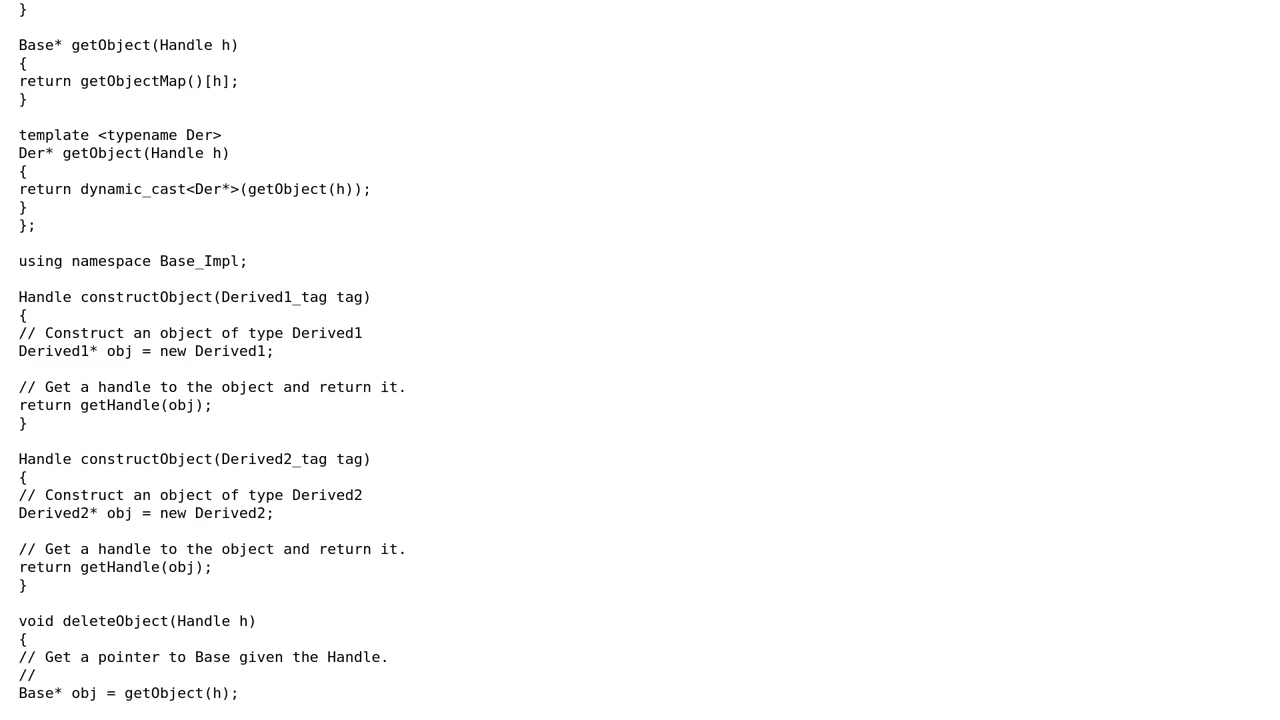 }
Base* getObject(Handle h)
{
return getObjectMap()[h];
}
template <typename Der>
Der* getObject(Handle h)
{
return dynamic_cast<Der*>(getObject(h));
}
};
using namespace Base_Impl;
Handle constructObject(Derived1_tag tag)
{
// Construct an object of type Derived1
Derived1* obj = new Derived1;
// Get a handle to the object and return it.
return getHandle(obj);
}
Handle constructObject(Derived2_tag tag)
{
// Construct an object of type Derived2
Derived2* obj = new Derived2;
// Get a handle to the object and return it.
return getHandle(obj);
}
void deleteObject(Handle h)
{
// Get a pointer to Base given the Handle.
//
Base* obj = getObject(h);